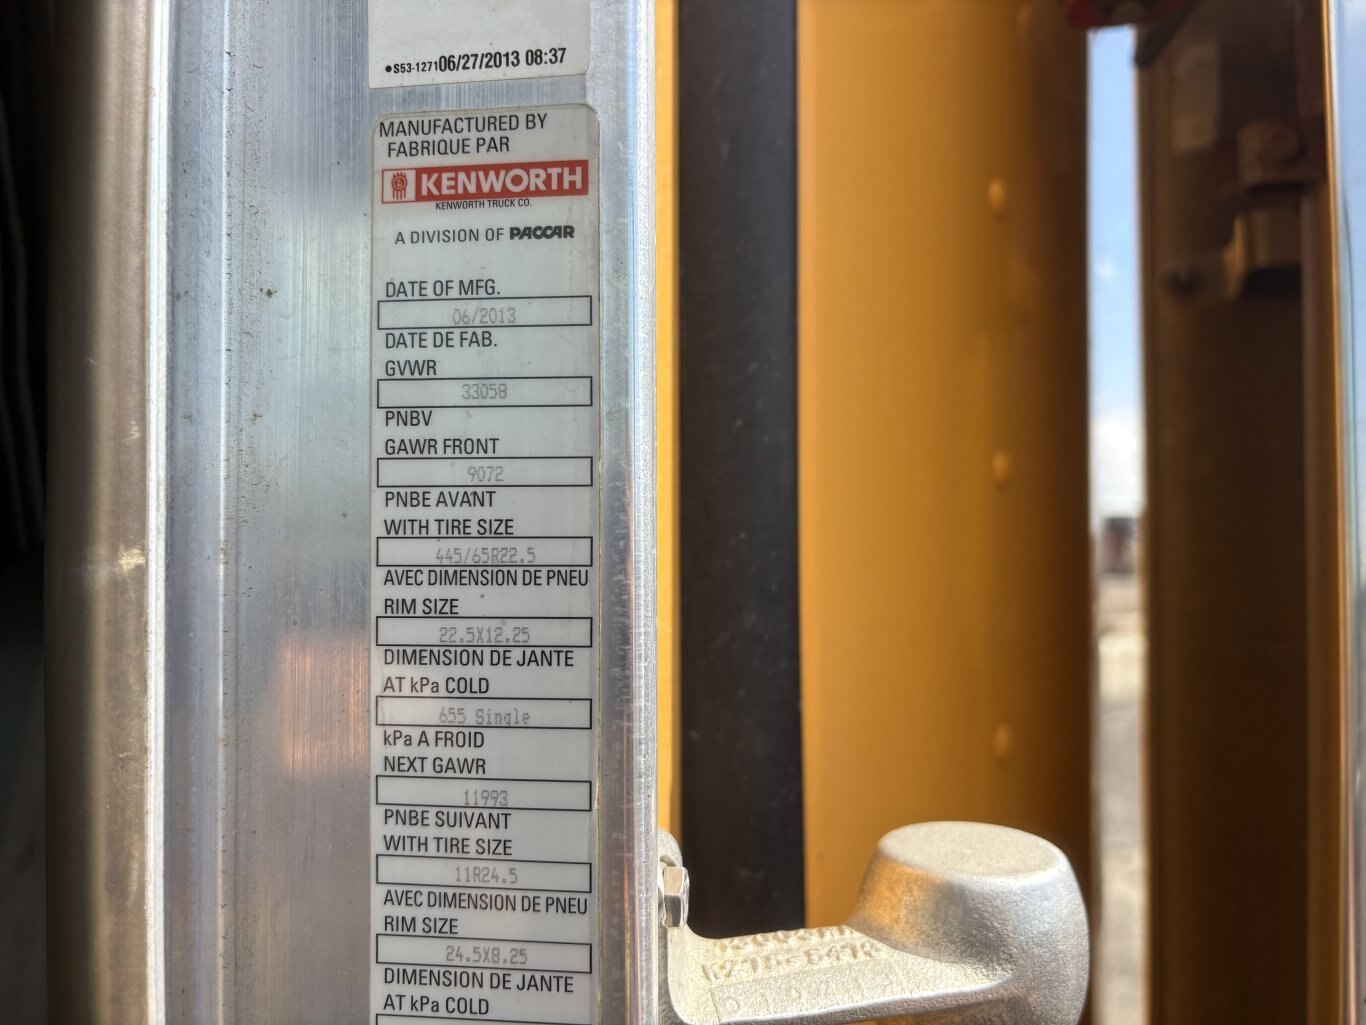 •S53-1271 06/27/2013 08:37
MANUFACTURED BY
FABRIQUE PAR
KENWORTH
KENWORTH TRUCK CO.
A DIVISION OF PACCAR
DATE OF MFG.
06/2013
DATE DE FAB.
GVWR
33058
PNBV
GAWR FRONT
9072
PNBE AVANT
WITH TIRE SIZE
445/65R22.5
AVEC DIMENSION DE PNEU
RIM SIZE
22.5X12.25
DIMENSION DE JANTE
AT kPa COLD
655 Single
kPa A FROID
NEXT GAWR
11993
PNBE SUIVANT
WITH TIRE SIZE
11R24.5
AVEC DIMENSION DE PNEU
RIM SIZE
24.5X8.25
DIMENSION DE JANTE
AT kPa COLD